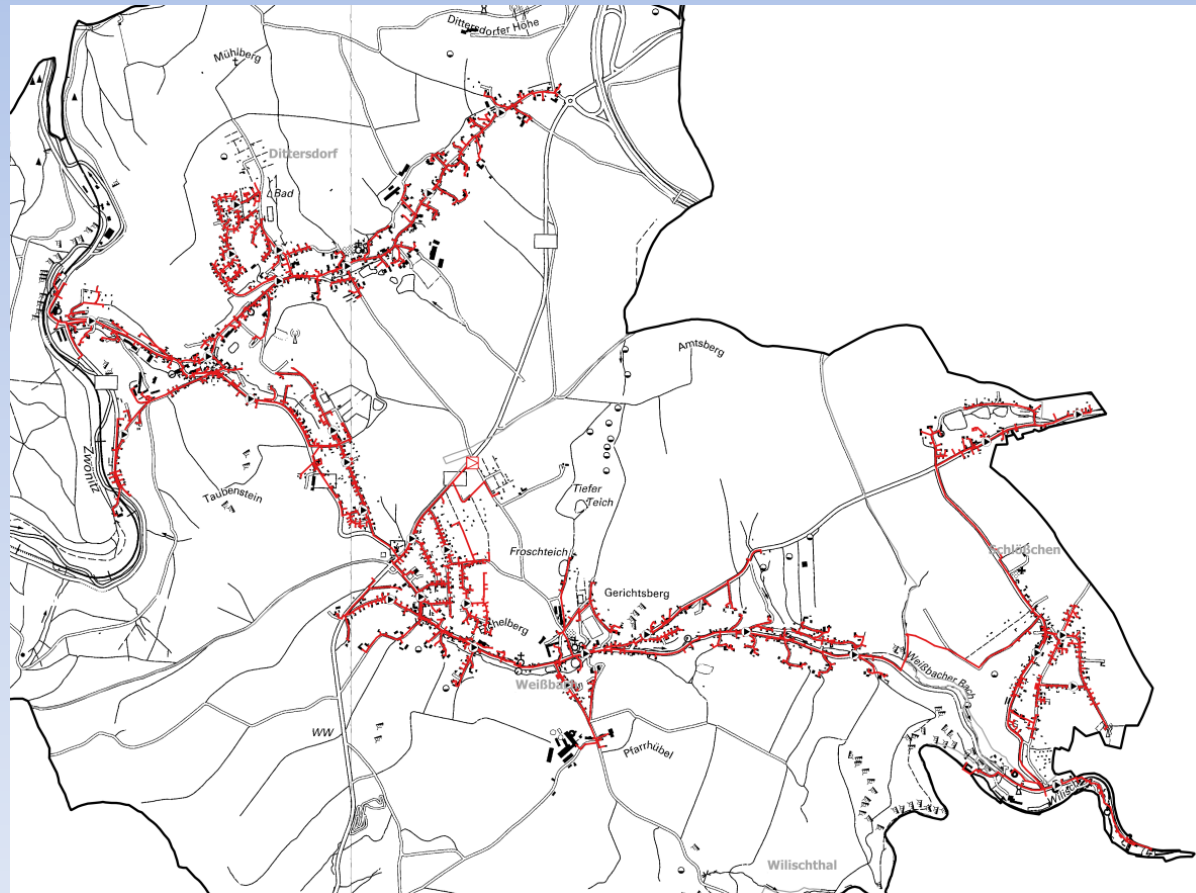 Dittersdorfer Höhe
Mühlberg
Dittersdorf
Bad
Amtsberg
Zwönitz
Taubenstein
Tiefer
Teich
Froschteich
Schlößchen
Gerichtsberg
Weißbach
Weißbacher Bach
WW
Pfarrhübel
Wilischthal